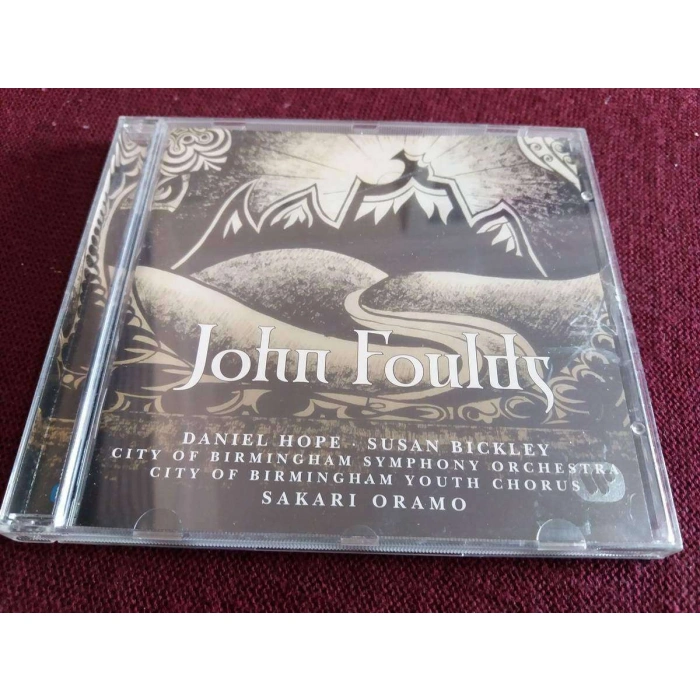 John Foulds
DANIEL HOPE · SUSAN BICKLEY
CITY OF BIRMINGHAM SYMPHONY ORCHESTRA
CITY OF BIRMINGHAM YOUTH CHORUS
SAKARI ORAMO